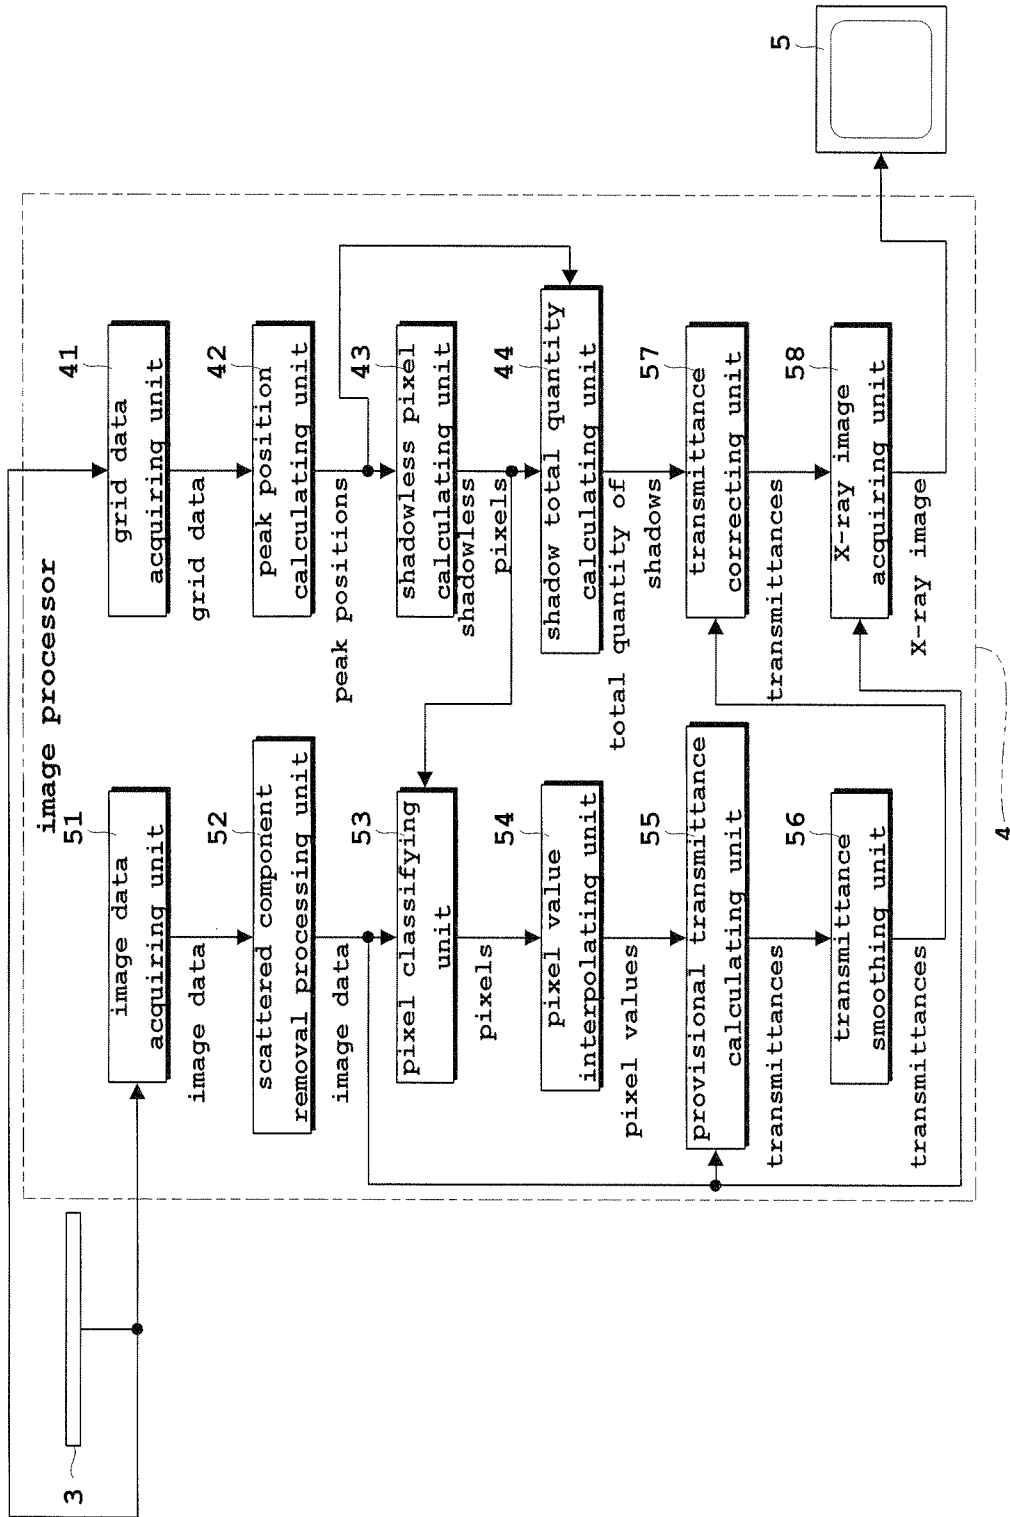 image processor
51
image data
acquiring unit
image data
52
scattered component
removal processing unit
image data
53
pixel classifying
unit
pixels
54
pixel value
interpolating unit
pixel values
55
provisional transmittance
calculating unit
transmittances
56
transmittance
smoothing unit
transmittances
41
grid data
acquiring unit
grid data
42
peak position
calculating unit
peak positions
43
shadowless pixel
calculating unit
shadowless
pixels
44
shadow total quantity
calculating unit
total quantity of
shadows
57
transmittance
correcting unit
transmittances
58
X-ray image
acquiring unit
X-ray image
3
4
5